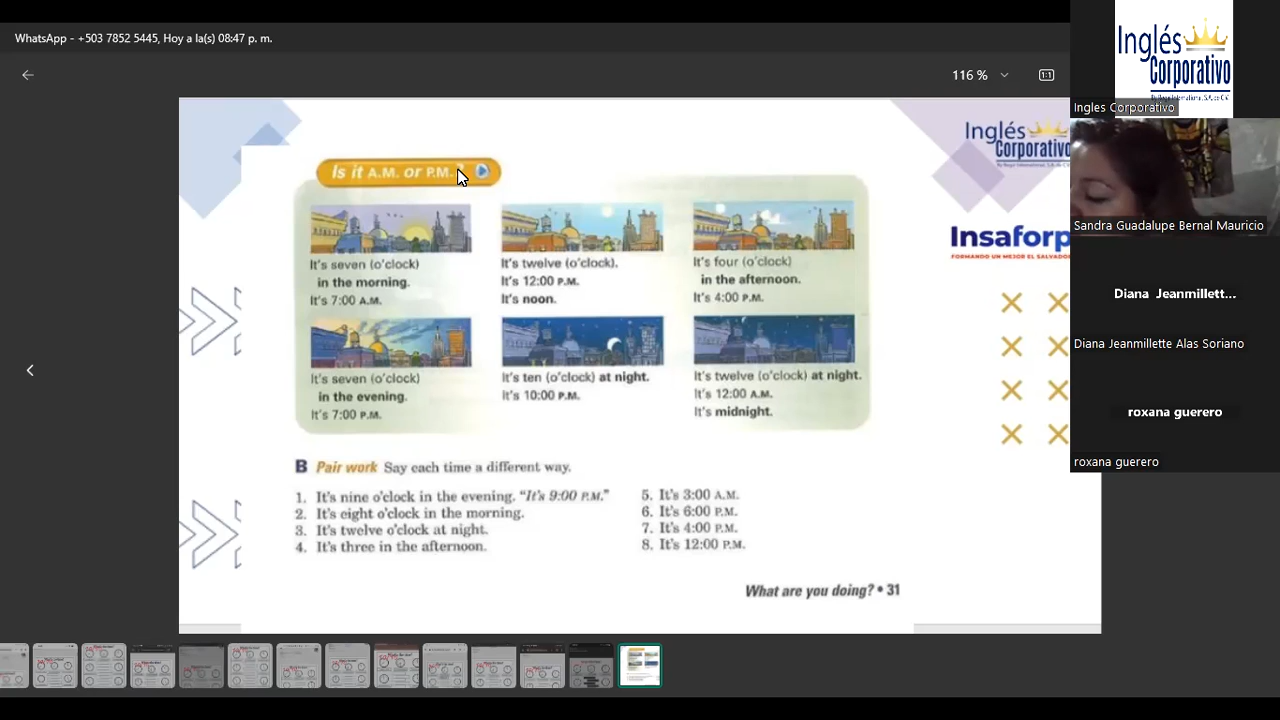 WhatsApp - +503 7852 5445, Hoy a la(s) 08:47 p. m.
116 %
1:1
Inglés
Corporativo
Ingles Corporativo
Sandra Guadalupe Bernal Mauricio
Diana Jeanmillett...
Diana Jeanmillette Alas Soriano
roxana guerero
roxana guerero
Inglés
Corporativo
Insaforp
FORMANDO UN MEJOR EL SALVADOR
Is it A.M. or P.M.?
It's seven (o'clock)
in the morning.
It's 7:00 A.M.
It's twelve (o'clock).
It's 12:00 P.M.
It's noon.
It's four (o'clock)
in the afternoon.
It's 4:00 P.M.
It's seven (o'clock)
in the evening.
It's 7:00 P.M.
It's ten (o'clock) at night.
It's 10:00 P.M.
It's twelve (o'clock) at night.
It's 12:00 A.M.
It's midnight.
B Pair work Say each time a different way.
1. It's nine o'clock in the evening. "It's 9:00 P.M."
2. It's eight o'clock in the morning.
3. It's twelve o'clock at night.
4. It's three in the afternoon.
5. It's 3:00 A.M.
6. It's 6:00 P.M.
7. It's 4:00 P.M.
8. It's 12:00 P.M.
What are you doing? • 31